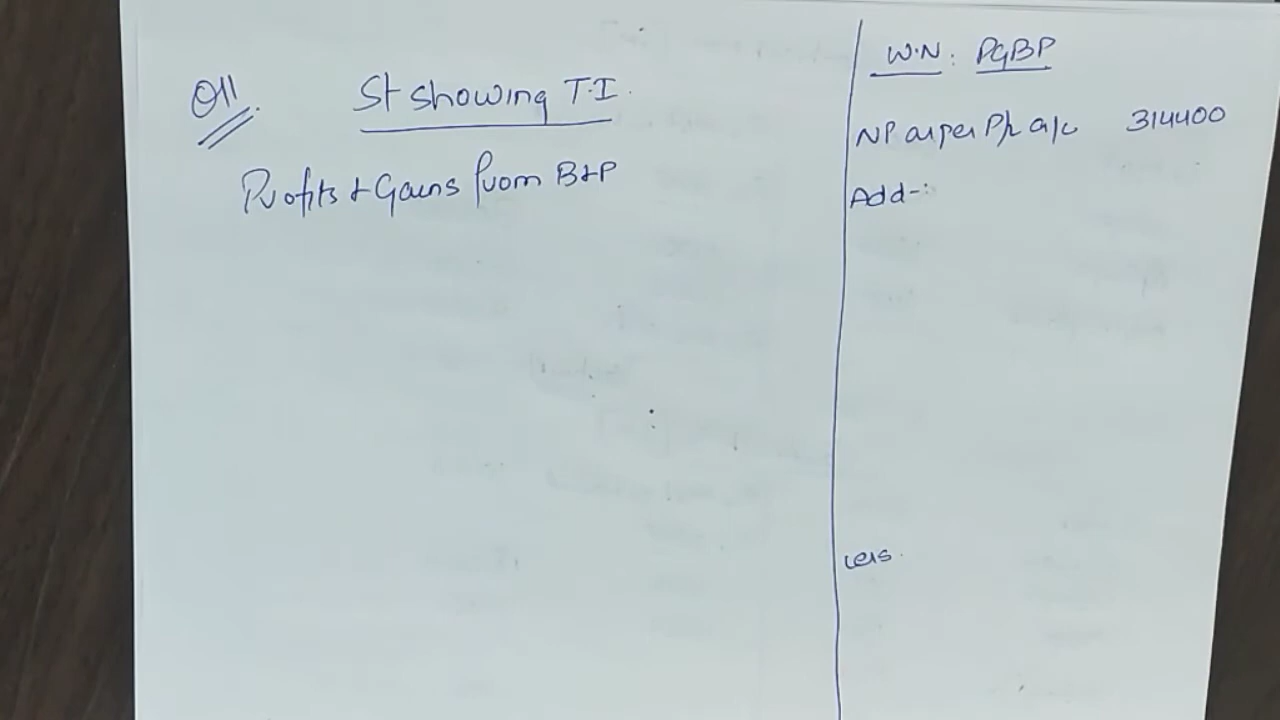 Q11.
St showing T.I.
Profits & Gains from B&P
W.N: PGBP
NP as per P/L a/c 314400
Add-:
Less.